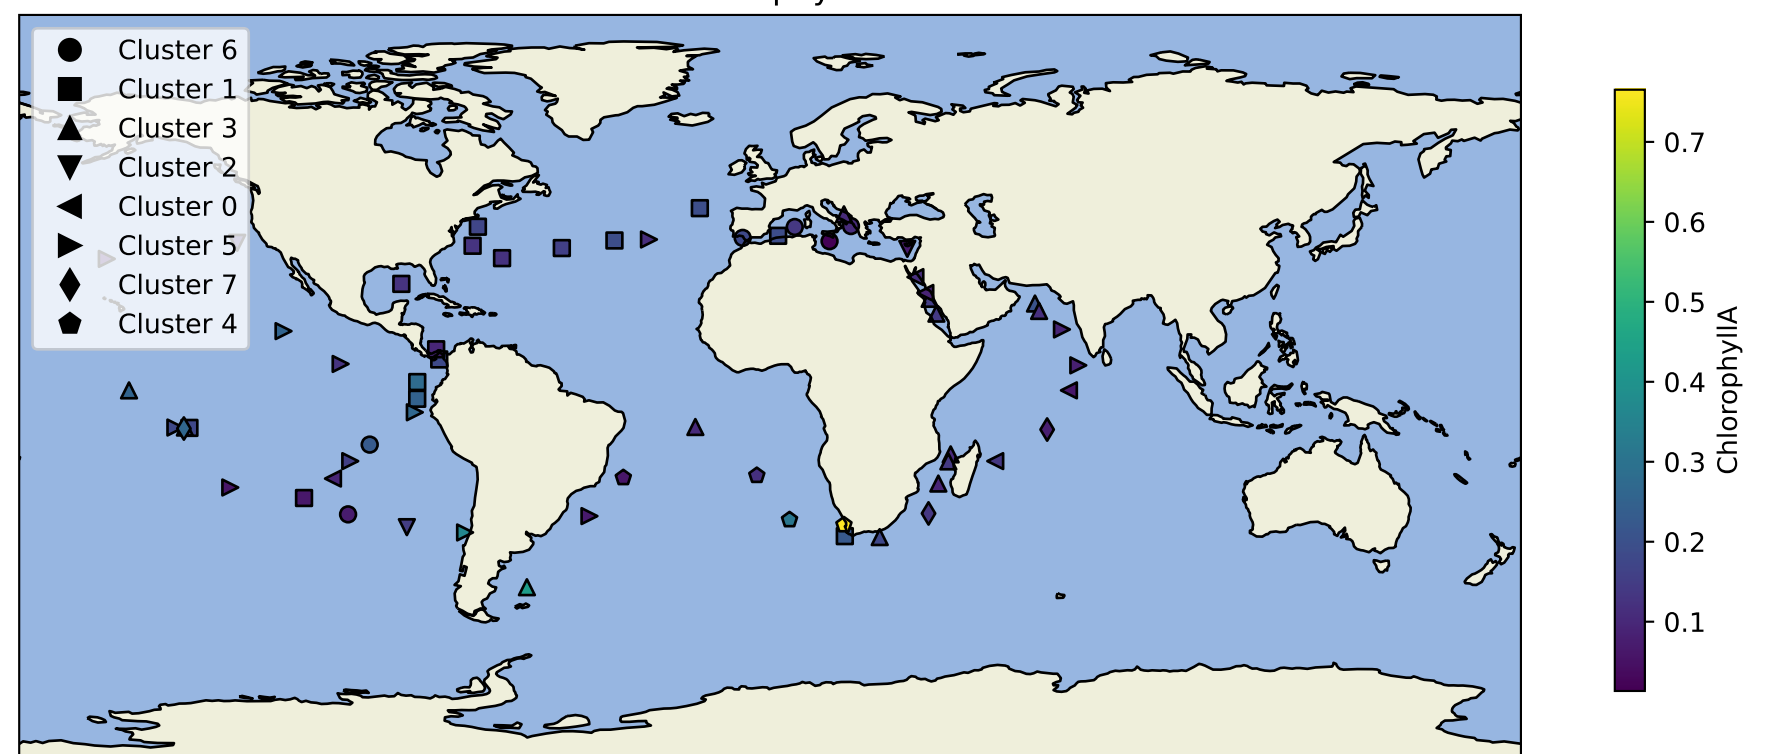 Cluster 6
Cluster 1
Cluster 3
Cluster 2
Cluster 0
Cluster 5
Cluster 7
Cluster 4
0.7
0.6
0.5
0.4
0.3
0.2
0.1
ChlorophyllA